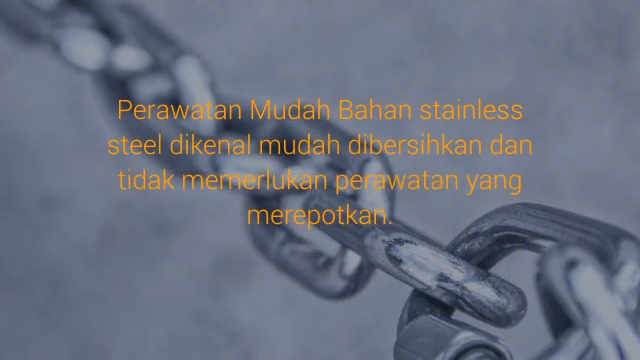 Perawatan Mudah Bahan stainless
steel dikenal mudah dibersihkan dan
tidak memerlukan perawatan yang
merepotkan.